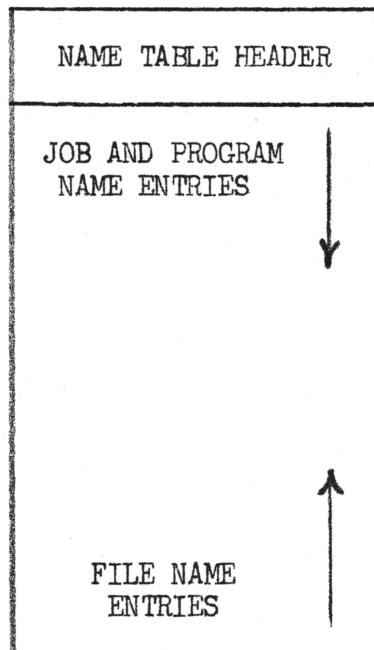 NAME TABLE HEADER
JOB AND PROGRAM
NAME ENTRIES
FILE NAME
ENTRIES